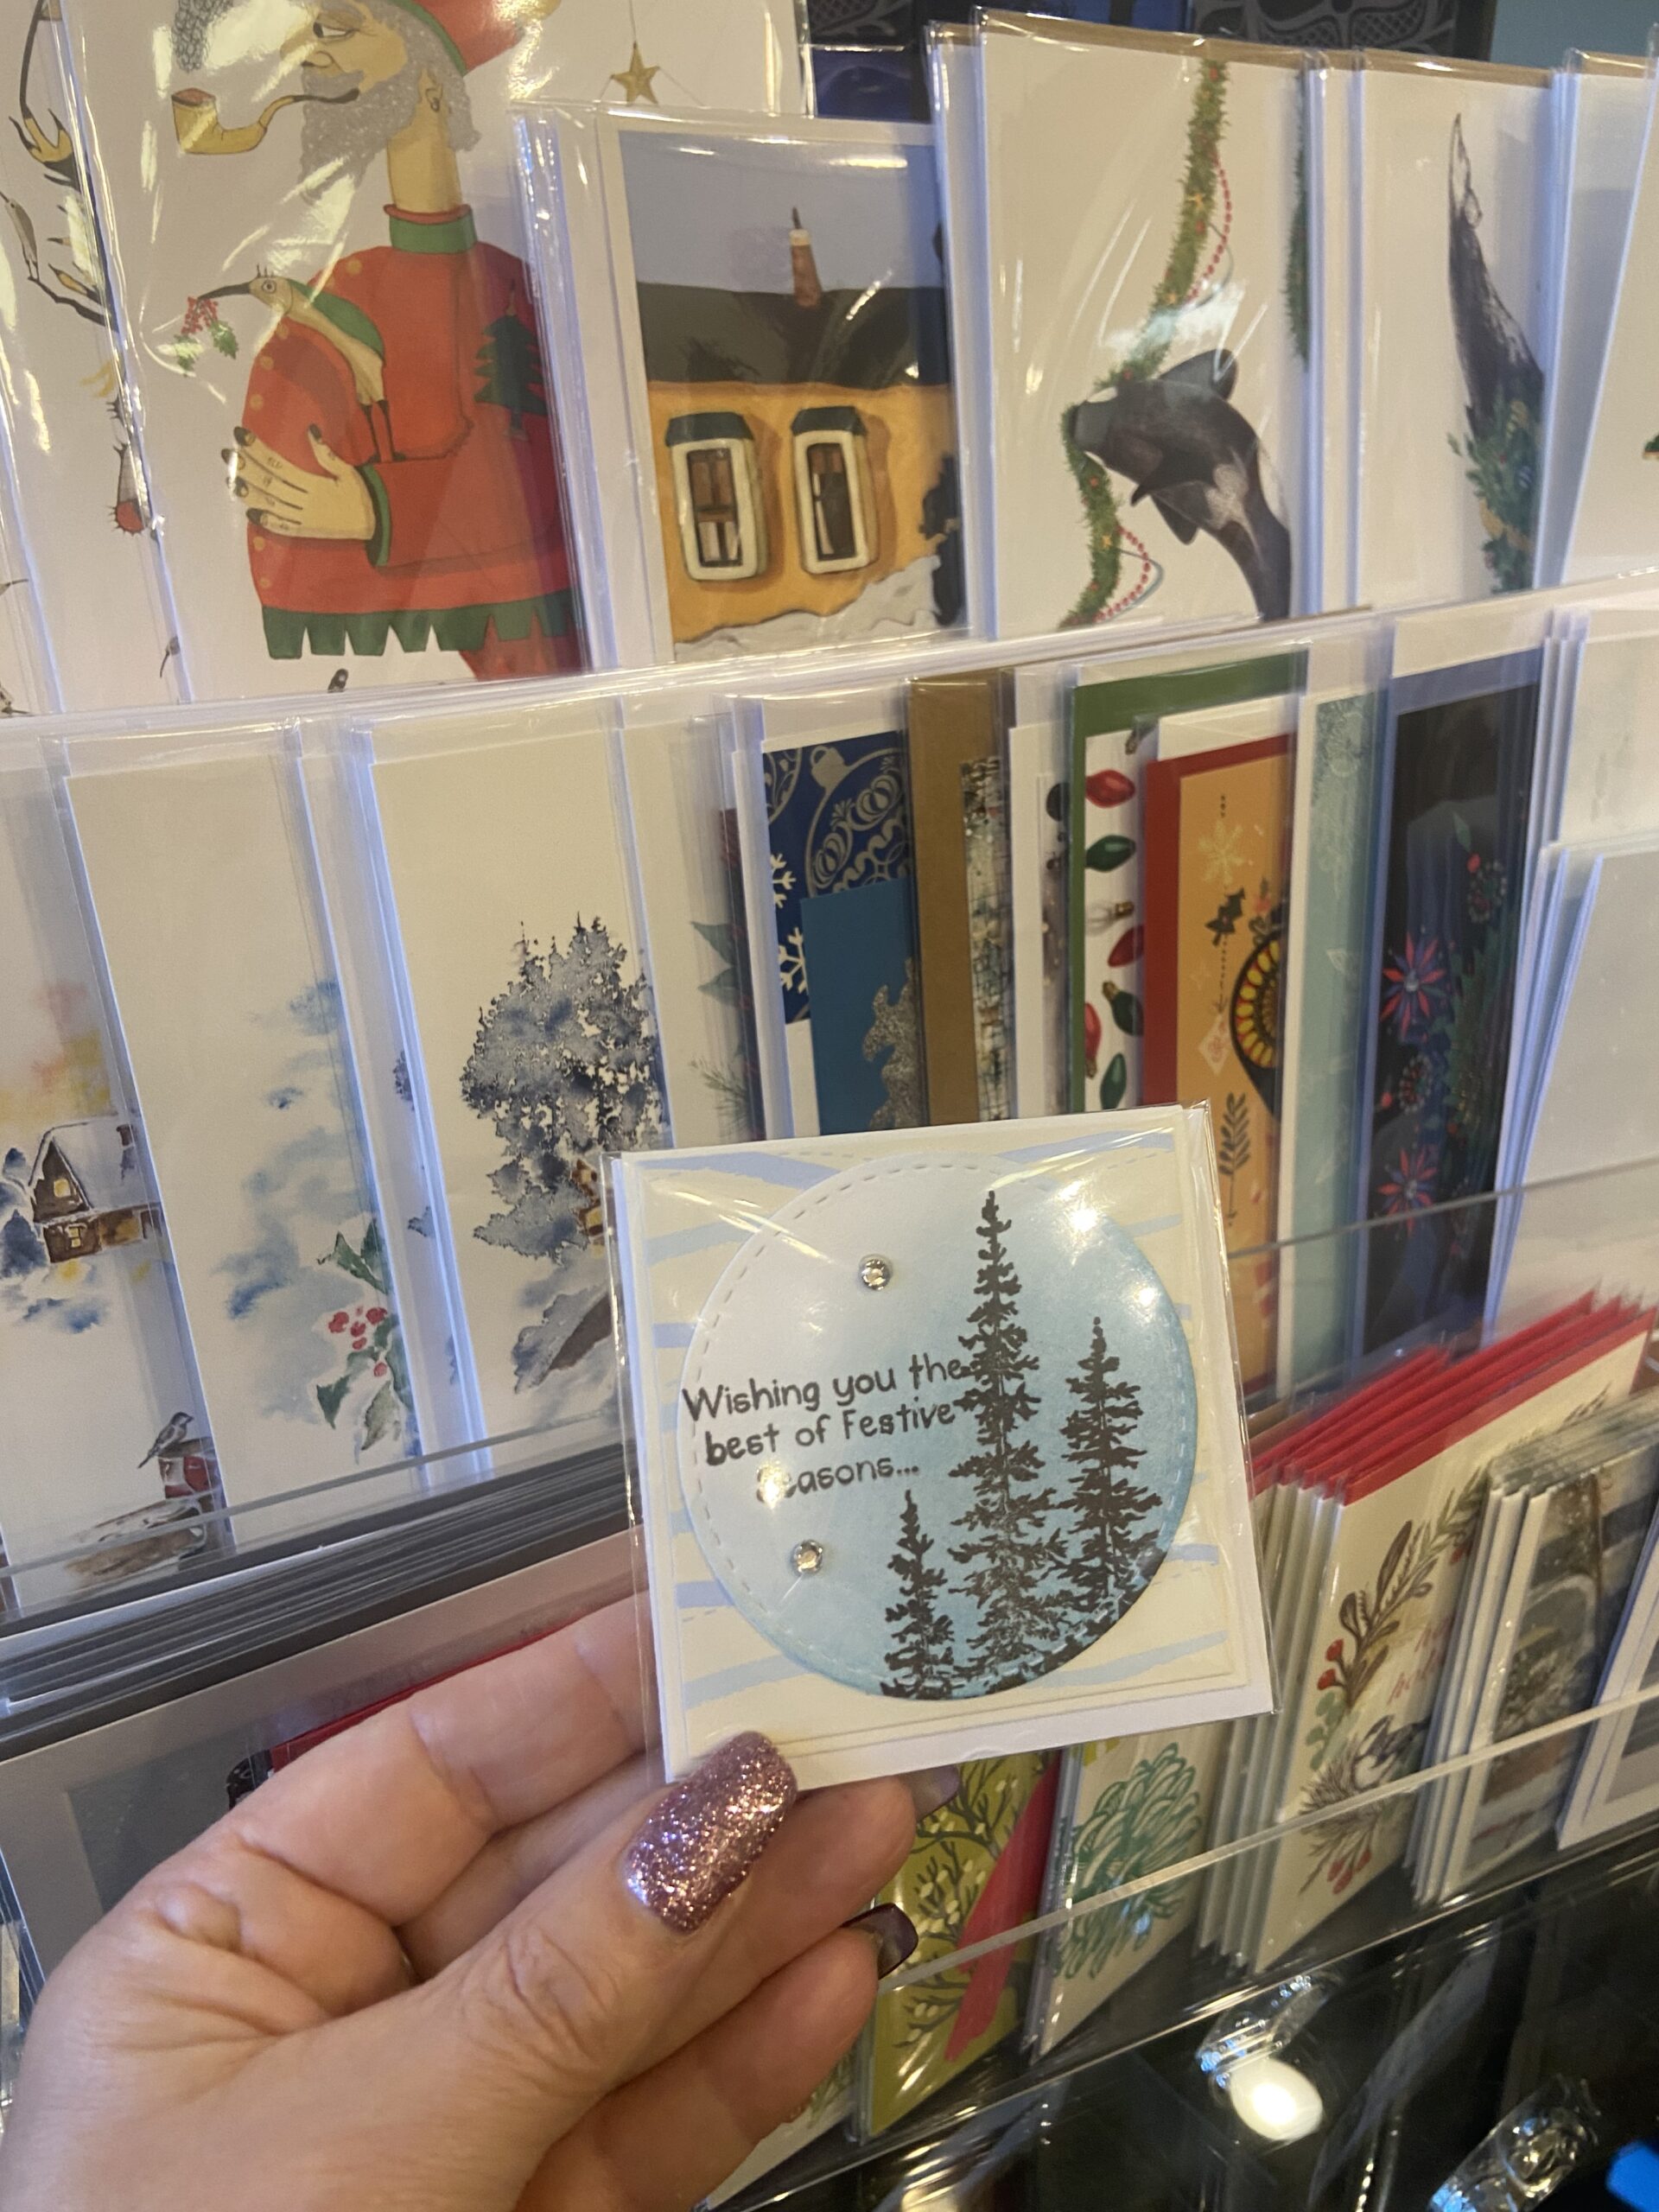 Wishing you the
best of Festive
Seasons...